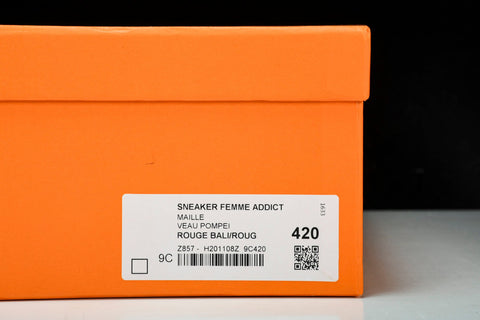 SNEAKER FEMME ADDICT
MAILLE
VEAU POMPEI
ROUGE BALI/ROUG
420
Z857 - H201108Z 9C420
9C
1633